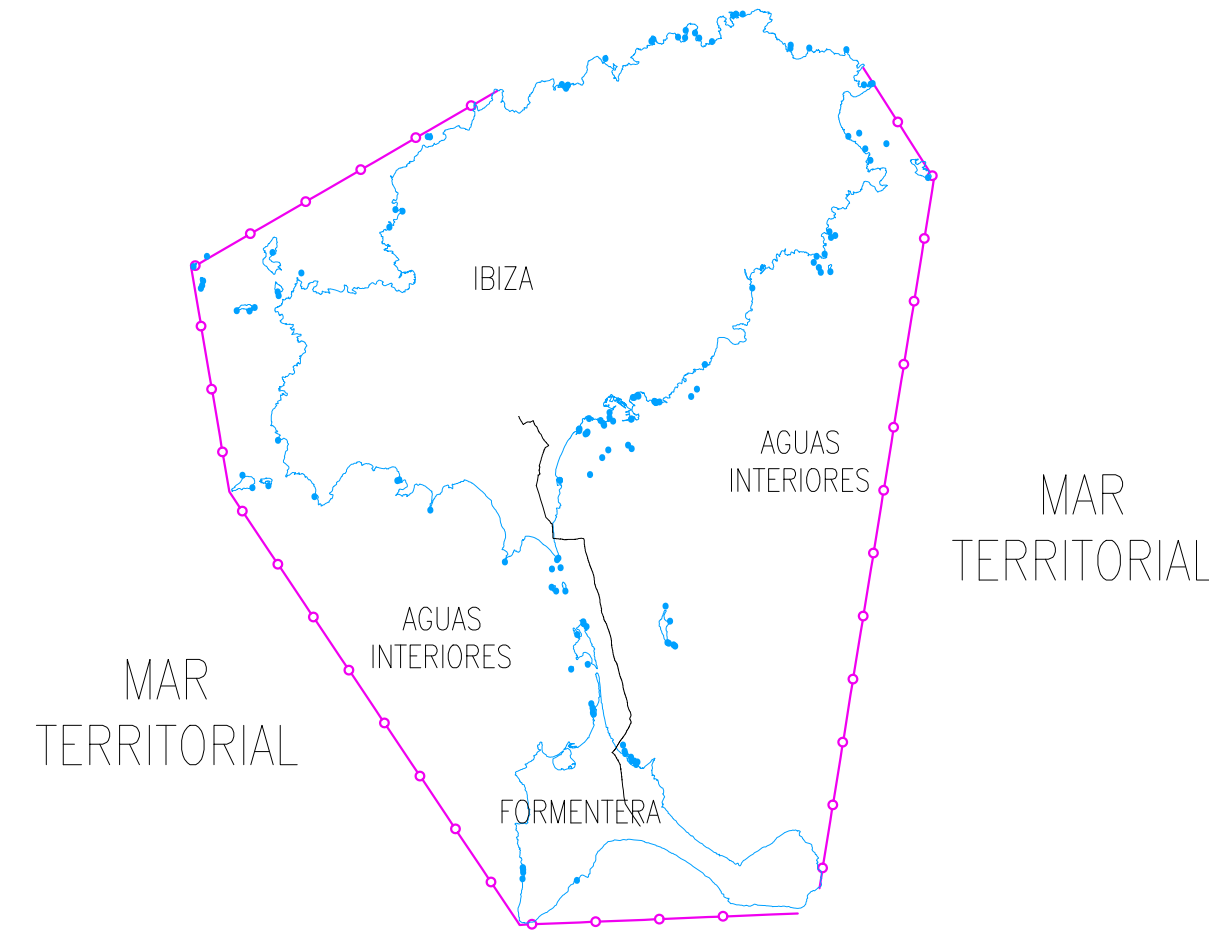 IBIZA
AGUAS
INTERIORES
MAR
TERRITORIAL
AGUAS
INTERIORES
MAR
TERRITORIAL
FORMENTERA